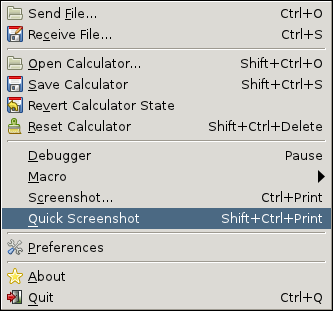 Send File... Ctrl+O
Receive File... Ctrl+S
Open Calculator... Shift+Ctrl+O
Save Calculator Shift+Ctrl+S
Revert Calculator State
Reset Calculator Shift+Ctrl+Delete
Debugger Pause
Macro
Screenshot... Ctrl+Print
Quick Screenshot Shift+Ctrl+Print
Preferences
About
Quit Ctrl+Q